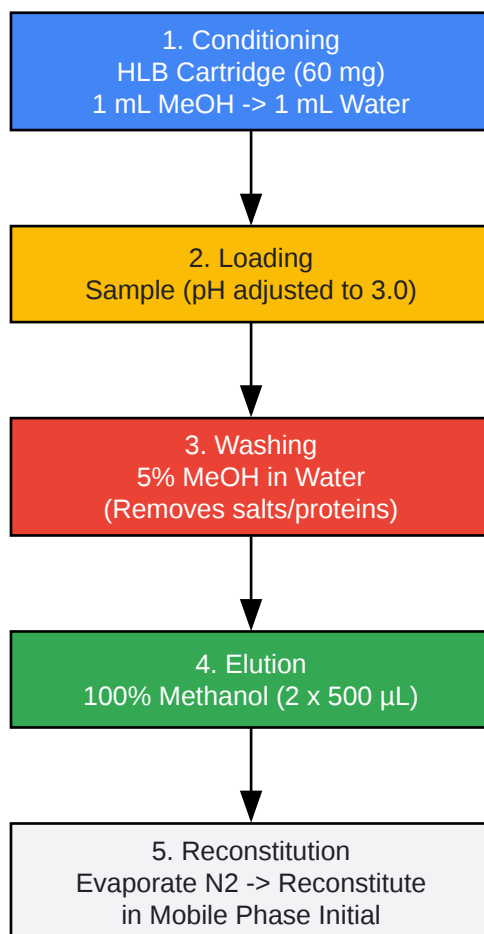 1. Conditioning
HLB Cartridge (60 mg)
1 mL MeOH -> 1 mL Water
2. Loading
Sample (pH adjusted to 3.0)
3. Washing
5% MeOH in Water
(Removes salts/proteins)
4. Elution
100% Methanol (2 x 500 µL)
5. Reconstitution
Evaporate N2 -> Reconstitute
in Mobile Phase Initial